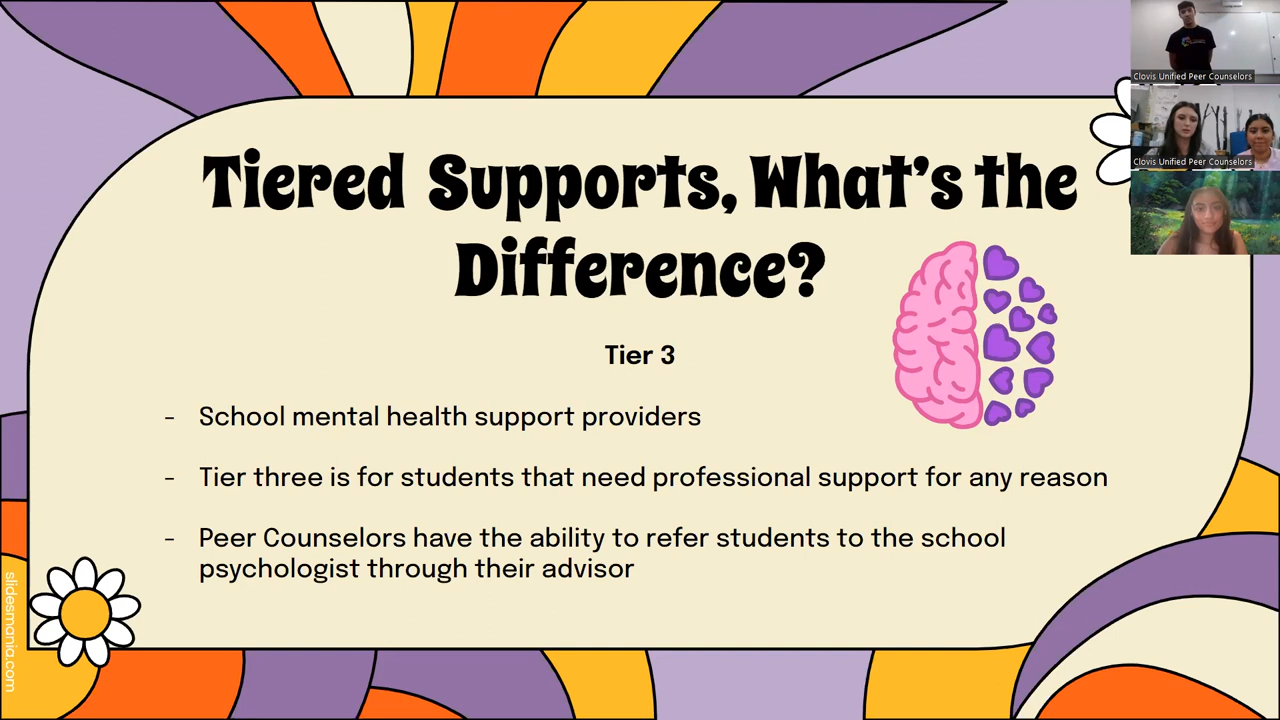 Clovis Unified Peer Counselors
Clovis Unified Peer Counselors
Tiered Supports, What's the
Difference?
Tier 3
- School mental health support providers
- Tier three is for students that need professional support for any reason
- Peer Counselors have the ability to refer students to the school
psychologist through their advisor
slidesmania.com